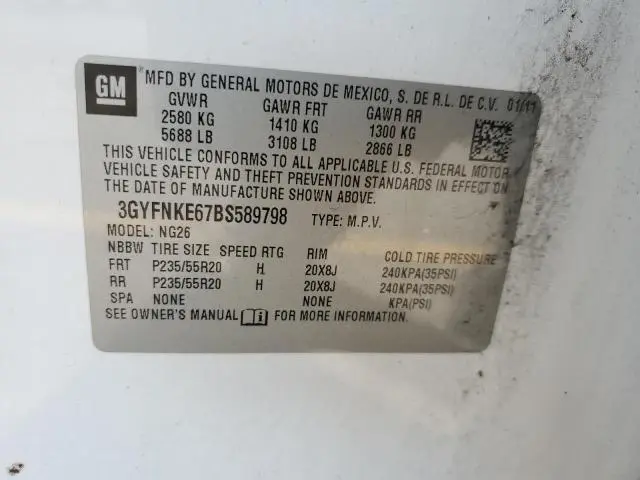 GM
MFD BY GENERAL MOTORS DE MEXICO, S. DE R.L. DE C.V. 01/11
GVWR GAWR FRT GAWR RR
2580 KG 1410 KG 1300 KG
5688 LB 3108 LB 2866 LB
THIS VEHICLE CONFORMS TO ALL APPLICABLE U.S. FEDERAL MOTOR
VEHICLE SAFETY AND THEFT PREVENTION STANDARDS IN EFFECT ON
THE DATE OF MANUFACTURE SHOWN ABOVE.
3GYFNKE67BS589798 TYPE: M.P.V.
MODEL: NG26
NBBW TIRE SIZE SPEED RTG RIM COLD TIRE PRESSURE
FRT P235/55R20 H 20X8J 240KPA(35PSI)
RR P235/55R20 H 20X8J 240KPA(35PSI)
SPA NONE NONE KPA(PSI)
SEE OWNER'S MANUAL i FOR MORE INFORMATION.